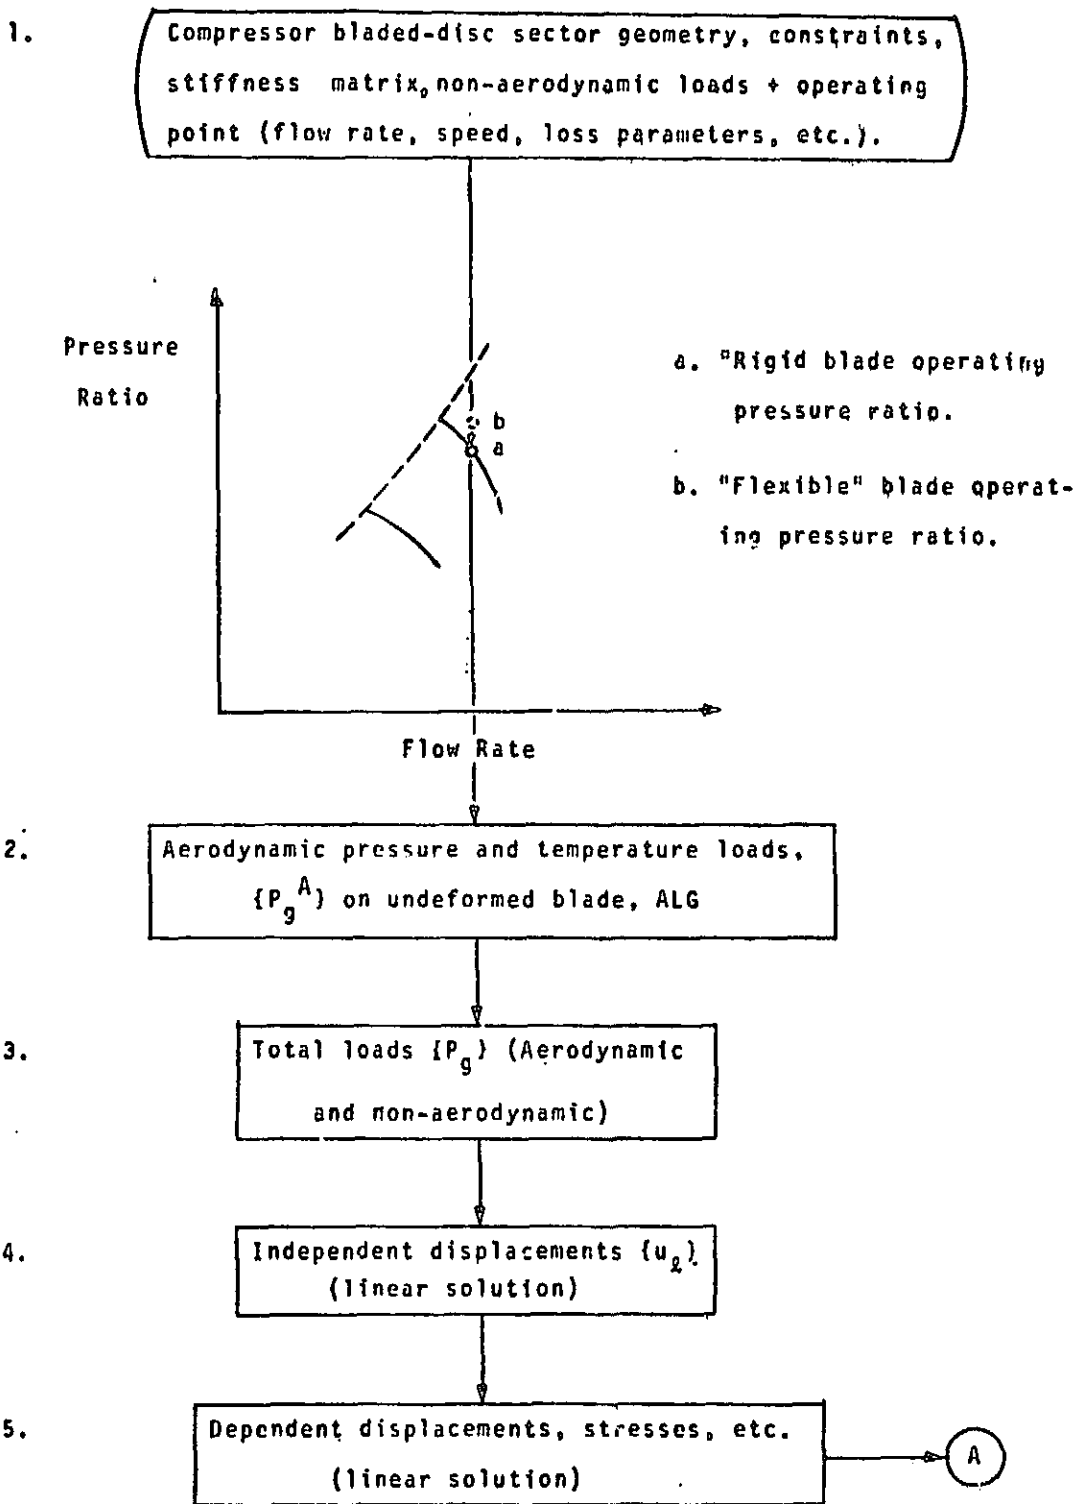 1.
Compressor bladed-disc sector geometry, constraints,
stiffness matrix, non-aerodynamic loads + operating
point (flow rate, speed, loss parameters, etc.).
Pressure
Ratio
b
a
a. "Rigid blade operating
pressure ratio.
b. "Flexible" blade operat-
ing pressure ratio.
Flow Rate
2.
Aerodynamic pressure and temperature loads,
{P_g^A} on undeformed blade, ALG
3.
Total loads {P_g} (Aerodynamic
and non-aerodynamic)
4.
Independent displacements {u_ℓ}
(linear solution)
5.
Dependent displacements, stresses, etc.
(linear solution)
A